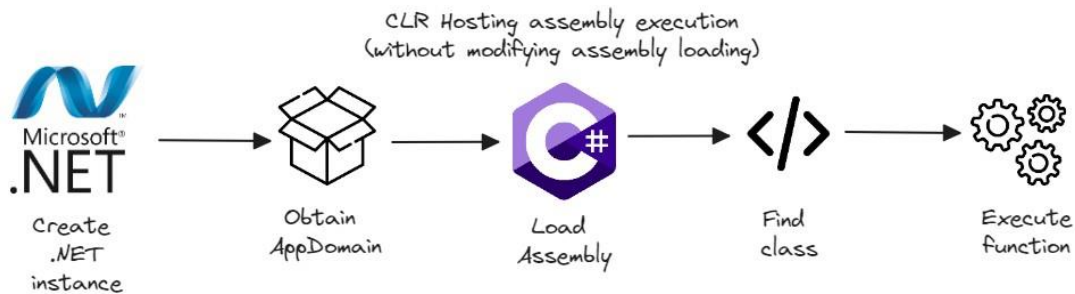 CLR Hosting assembly execution
(without modifying assembly loading)
Microsoft®
.NET
TM
C#
</>
Create
.NET
instance
Obtain
AppDomain
Load
Assembly
Find
class
Execute
function